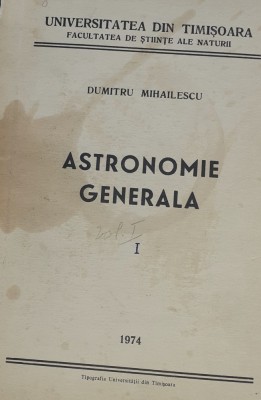 UNIVERSITATEA DIN TIMIȘOARA
FACULTATEA DE ȘTIINȚE ALE NATURII
DUMITRU MIHAILESCU
ASTRONOMIE
GENERALA
I
1974
Tipografia Universității din Timișoara